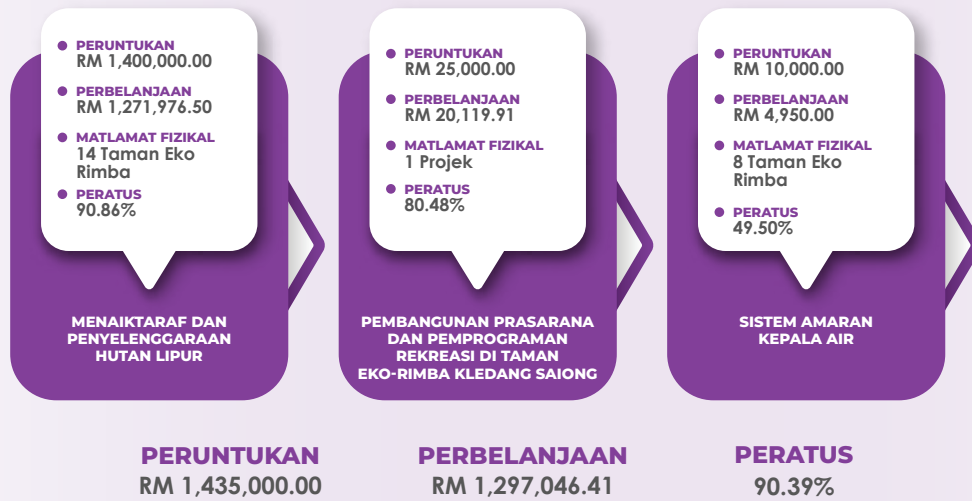 PERUNTUKAN
RM 1,400,000.00
PERBELANJAAN
RM 1,271,976.50
MATLAMAT FIZIKAL
14 Taman Eko
Rimba
PERATUS
90.86%
MENAIKTARAF DAN
PENYELENGGARAAN
HUTAN LIPUR
PERUNTUKAN
RM 25,000.00
PERBELANJAAN
RM 20,119.91
MATLAMAT FIZIKAL
1 Projek
PERATUS
80.48%
PEMBANGUNAN PRASARANA
DAN PEMPROGRAMAN
REKREASI DI TAMAN
EKO-RIMBA KLEDANG SAIONG
PERUNTUKAN
RM 10,000.00
PERBELANJAAN
RM 4,950.00
MATLAMAT FIZIKAL
8 Taman Eko
Rimba
PERATUS
49.50%
SISTEM AMARAN
KEPALA AIR
PERUNTUKAN
RM 1,435,000.00
PERBELANJAAN
RM 1,297,046.41
PERATUS
90.39%